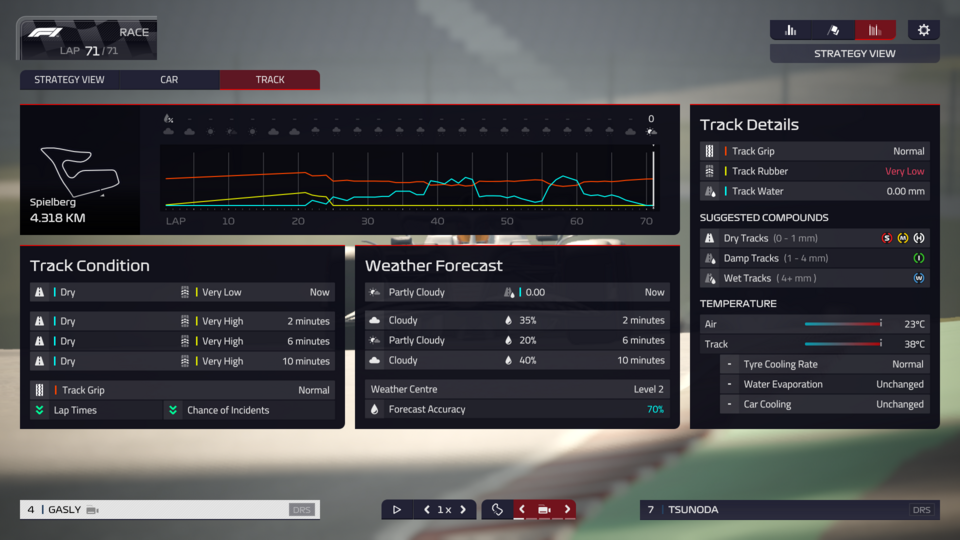 F1 RACE
LAP 71/71
STRATEGY VIEW
STRATEGY VIEW CAR TRACK
% - - - - - - - - - - - - - - - - - - - - - - 0
Spielberg
4.318 KM
LAP 10 20 30 40 50 60 70
Track Details
Track Grip Normal
Track Rubber Very Low
Track Water 0.00 mm
SUGGESTED COMPOUNDS
Dry Tracks (0 - 1 mm) S M H
Damp Tracks (1 - 4 mm) I
Wet Tracks (4+ mm) W
TEMPERATURE
Air 23°C
Track 38°C
- Tyre Cooling Rate Normal
- Water Evaporation Unchanged
- Car Cooling Unchanged
Track Condition
Dry Very Low Now
Dry Very High 2 minutes
Dry Very High 6 minutes
Dry Very High 10 minutes
Track Grip Normal
Lap Times Chance of Incidents
Weather Forecast
Partly Cloudy 0.00 Now
Cloudy 35% 2 minutes
Partly Cloudy 20% 6 minutes
Cloudy 40% 10 minutes
Weather Centre Level 2
Forecast Accuracy 70%
4 GASLY DRS
1x
7 TSUNODA DRS